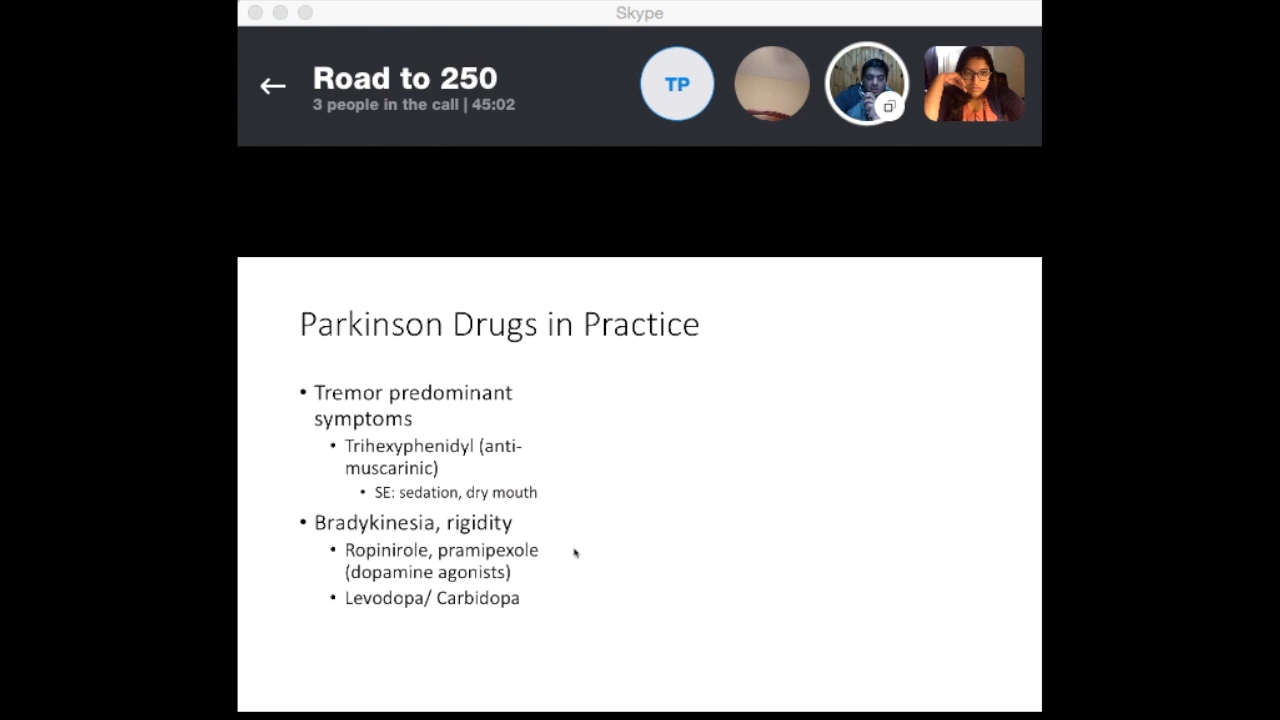 Skype
Road to 250
3 people in the call | 45:02
TP
Parkinson Drugs in Practice
• Tremor predominant
symptoms
• Trihexyphenidyl (anti-
muscarinic)
• SE: sedation, dry mouth
• Bradykinesia, rigidity
• Ropinirole, pramipexole
(dopamine agonists)
• Levodopa/ Carbidopa